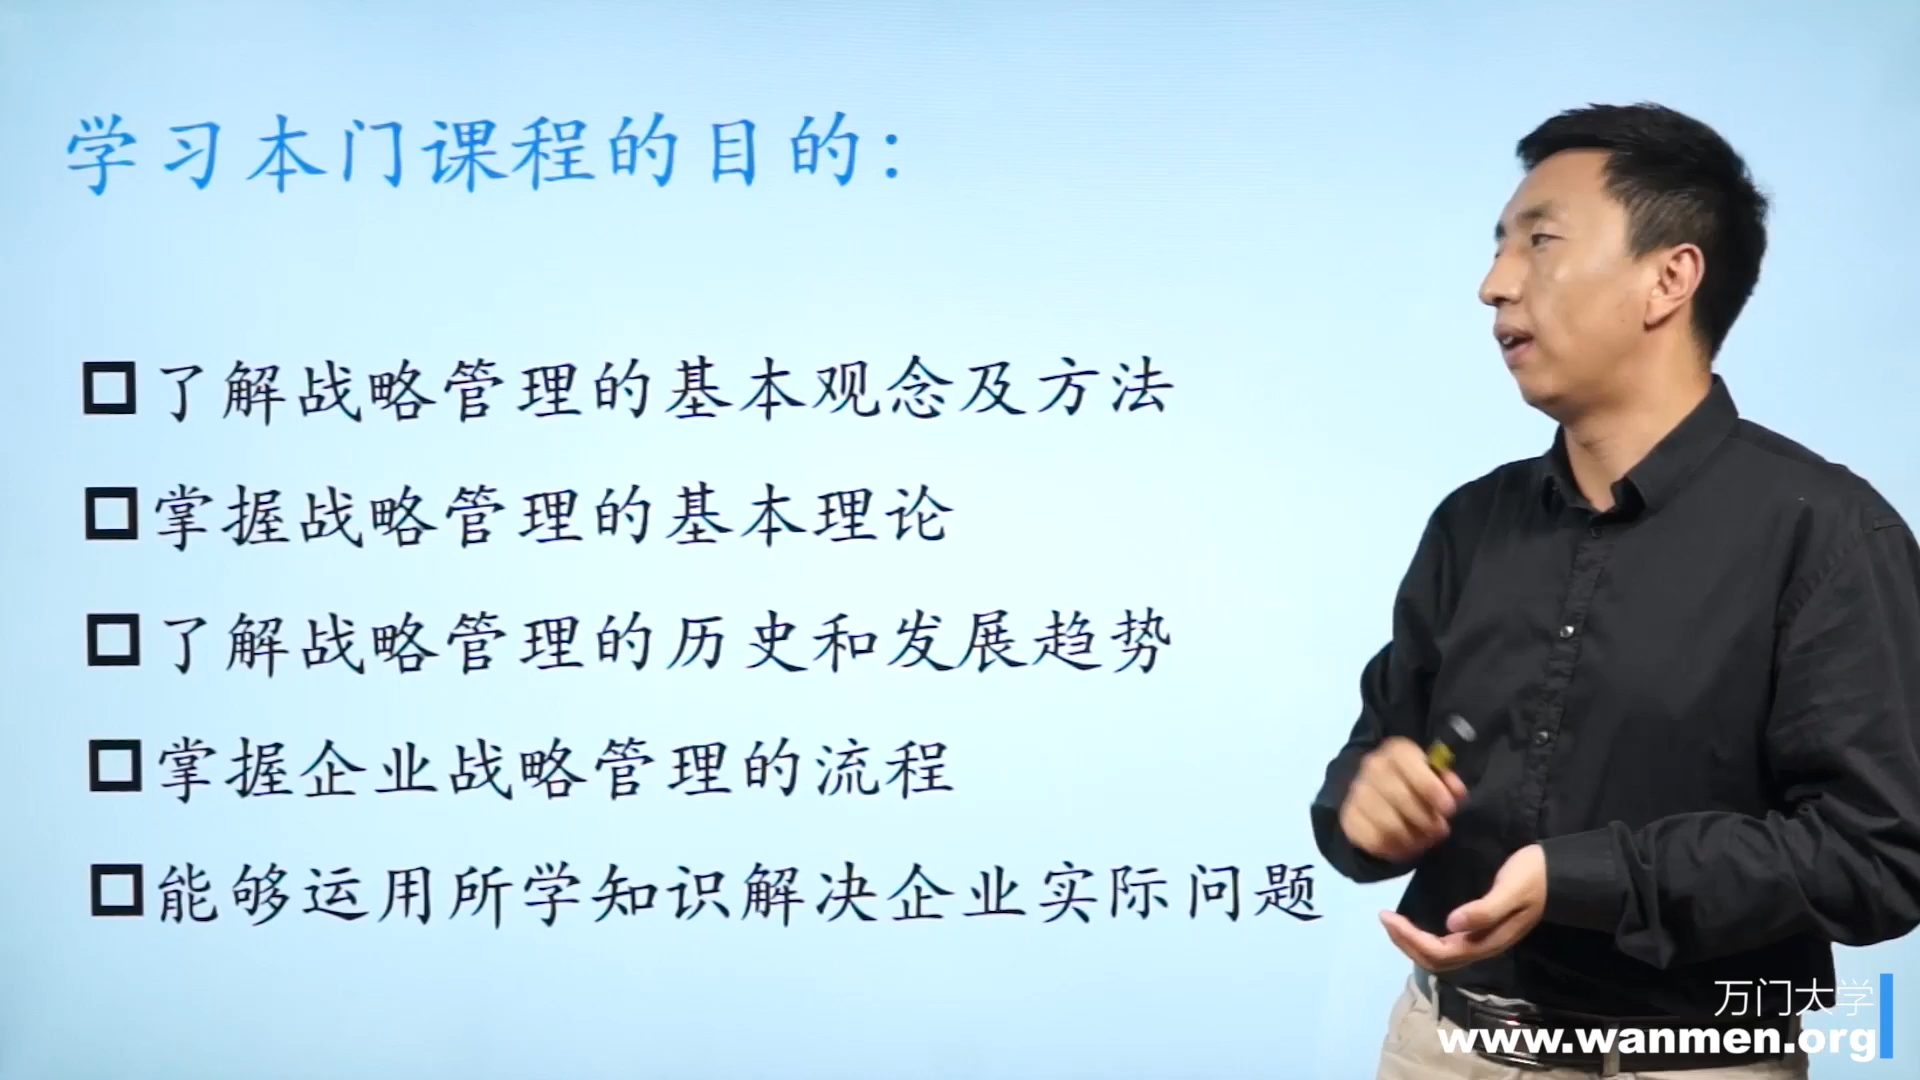 学习本门课程的目的：
了解战略管理的基本观念及方法
掌握战略管理的基本理论
了解战略管理的历史和发展趋势
掌握企业战略管理的流程
能够运用所学知识解决企业实际问题
万门大学
www.wanmen.org